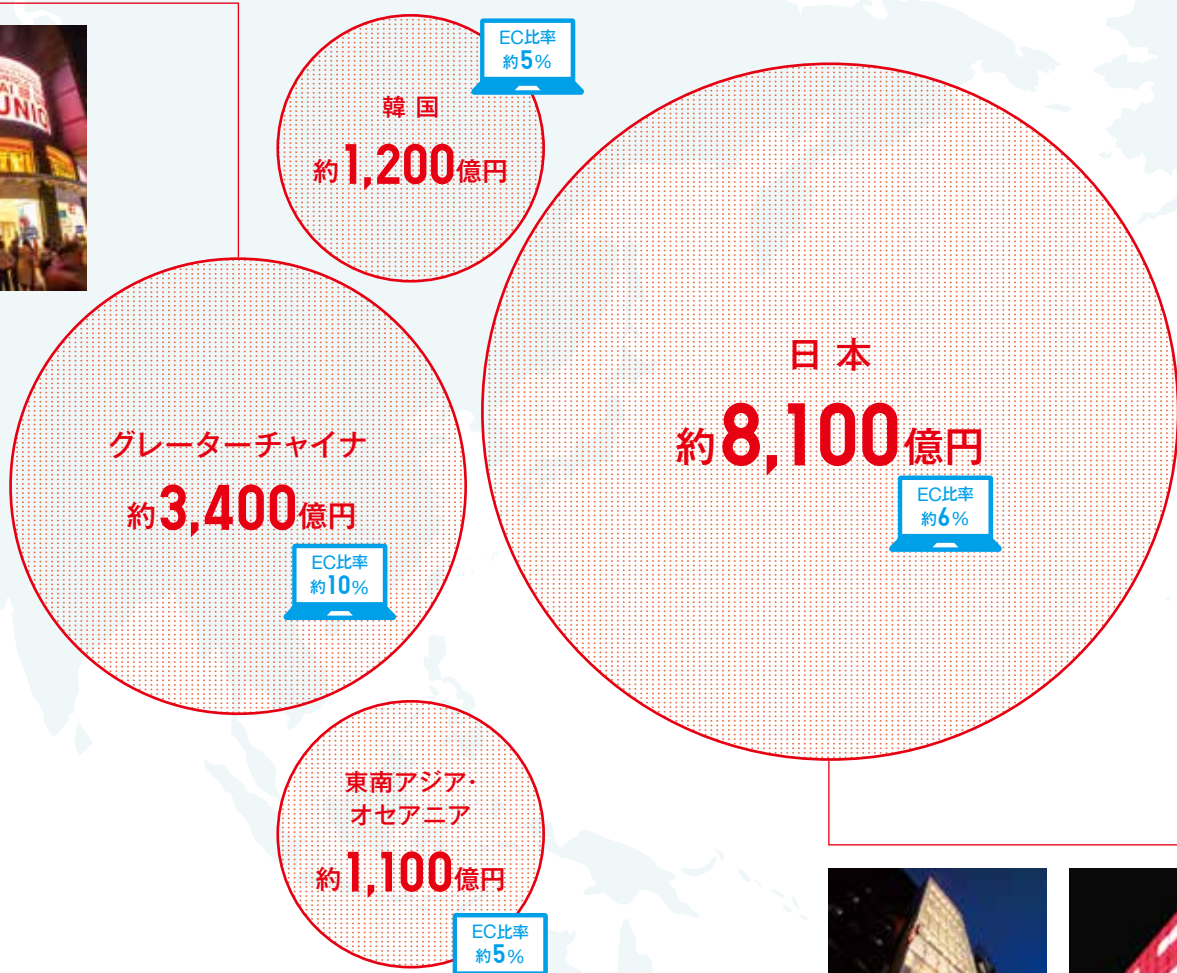 EC比率
約5%
韓国
約1,200億円
日本
約8,100億円
EC比率
約6%
グレーターチャイナ
約3,400億円
EC比率
約10%
東南アジア・
オセアニア
約1,100億円
EC比率
約5%